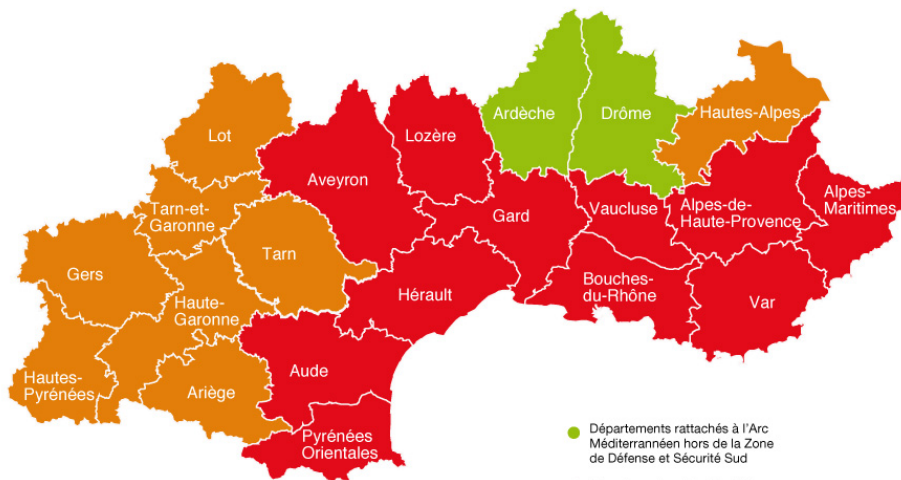 Ardèche
Drôme
Hautes-Alpes
Lot
Lozère
Aveyron
Tarn-et-
Garonne
Gard
Vaucluse
Alpes-de-
Haute-Provence
Alpes-
Maritimes
Gers
Tarn
Haute-
Garonne
Hérault
Bouches-
du-Rhône
Var
Hautes-
Pyrénées
Ariège
Aude
Pyrénées
Orientales
Départements rattachés à l'Arc
Méditerrannéen hors de la Zone
de Défense et Sécurité Sud